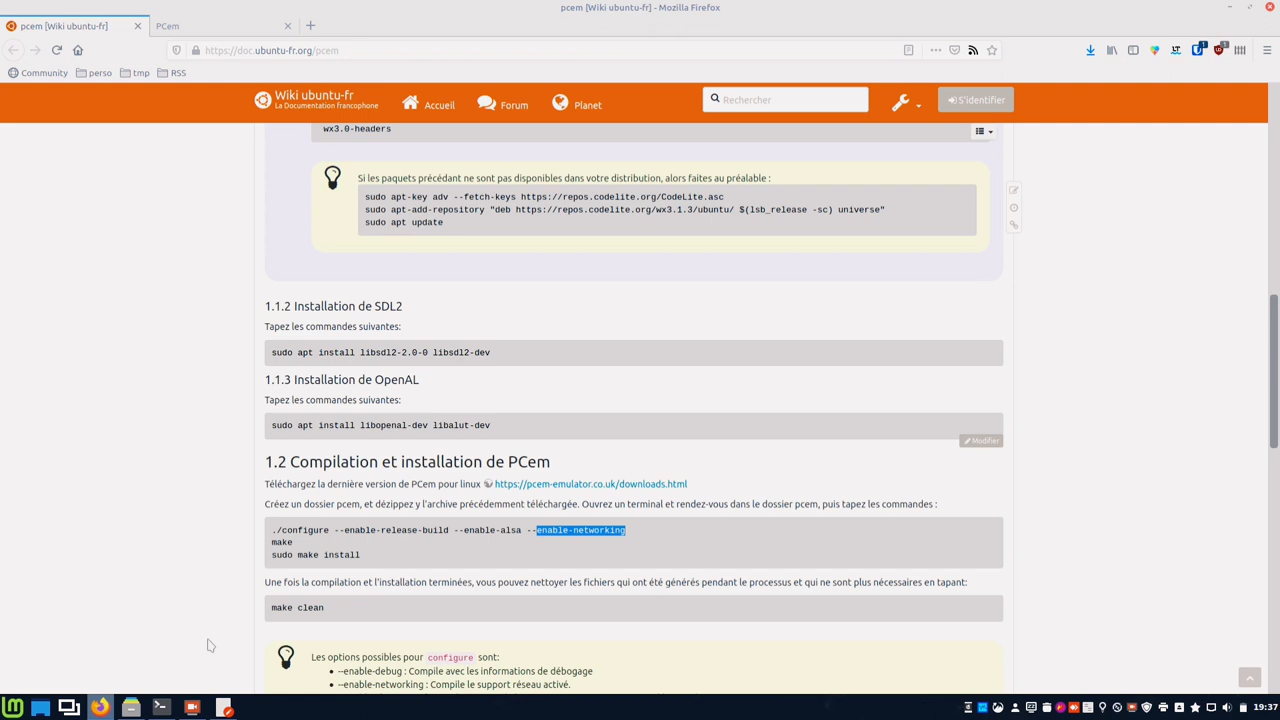 pcem [Wiki ubuntu-fr] - Mozilla Firefox
pcem [Wiki ubuntu-fr]
PCem
https://doc.ubuntu-fr.org/pcem
Community perso tmp RSS
Wiki ubuntu-fr
La Documentation francophone
Accueil
Forum
Planet
Rechercher
S'identifier
wx3.0-headers
Si les paquets précédant ne sont pas disponibles dans votre distribution, alors faites au préalable :
sudo apt-key adv --fetch-keys https://repos.codelite.org/CodeLite.asc
sudo apt-add-repository "deb https://repos.codelite.org/wx3.1.3/ubuntu/ $(lsb_release -sc) universe"
sudo apt update
1.1.2 Installation de SDL2
Tapez les commandes suivantes:
sudo apt install libsdl2-2.0-0 libsdl2-dev
1.1.3 Installation de OpenAL
Tapez les commandes suivantes:
sudo apt install libopenal-dev libalut-dev
Modifier
1.2 Compilation et installation de PCem
Téléchargez la dernière version de PCem pour linux https://pcem-emulator.co.uk/downloads.html
Créez un dossier pcem, et dézippez y l'archive précédemment téléchargée. Ouvrez un terminal et rendez-vous dans le dossier pcem, puis tapez les commandes :
./configure --enable-release-build --enable-alsa --enable-networking
make
sudo make install
Une fois la compilation et l'installation terminées, vous pouvez nettoyer les fichiers qui ont été générés pendant le processus et qui ne sont plus nécessaires en tapant:
make clean
Les options possibles pour configure sont:
--enable-debug : Compile avec les informations de débogage
--enable-networking : Compile le support réseau activé.
19:37